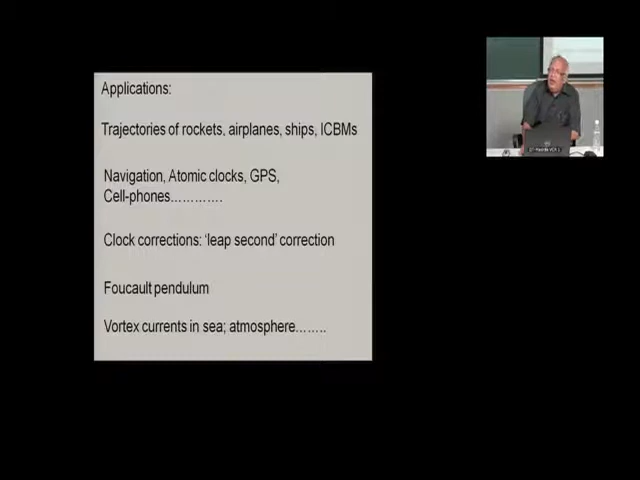 Applications:
Trajectories of rockets, airplanes, ships, ICBMs
Navigation, Atomic clocks, GPS,
Cell-phones………….
Clock corrections: ‘leap second’ correction
Foucault pendulum
Vortex currents in sea; atmosphere……..